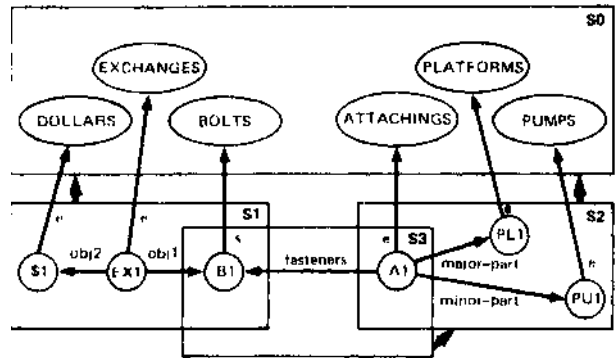 S0
EXCHANGES
PLATFORMS
DOLLARS
BOLTS
ATTACHINGS
PUMPS
S1
S2
e
e
s
S3
e
e
$1
obj2
EX1
obj1
B1
fasteners
A1
major-part
PL1
minor-part
PU1